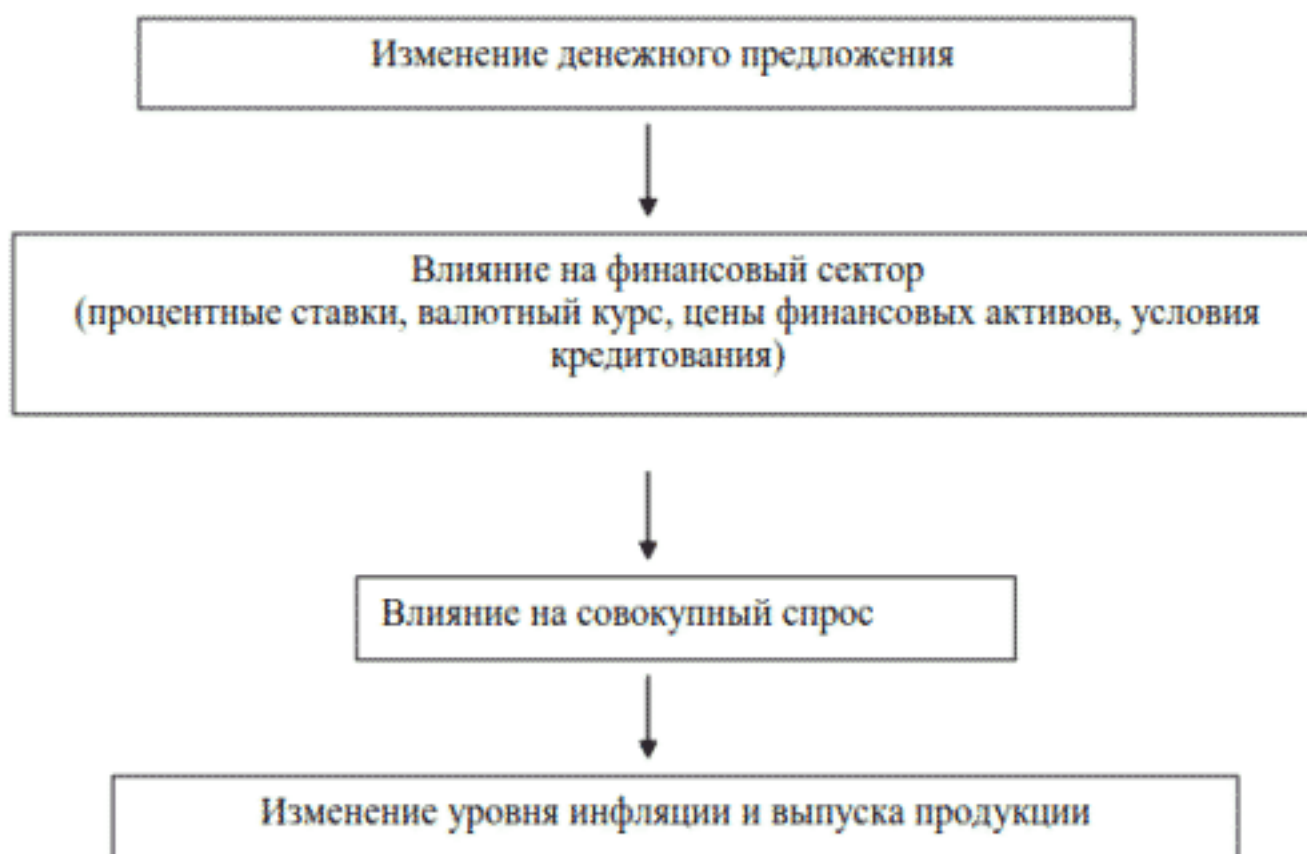 Изменение денежного предложения
Влияние на финансовый сектор
(процентные ставки, валютный курс, цены финансовых активов, условия
кредитования)
Влияние на совокупный спрос
Изменение уровня инфляции и выпуска продукции